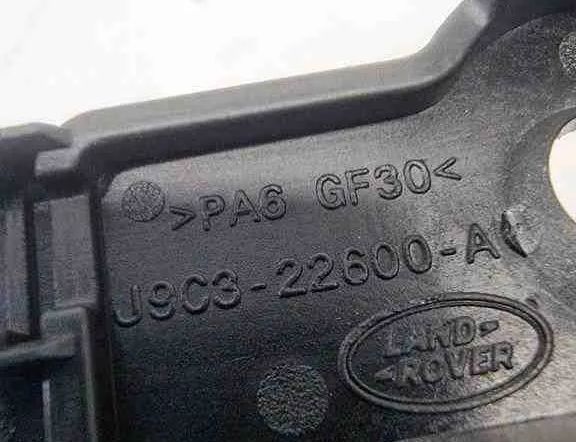 >PA6 GF30<
J9C3-22600-A
LAND-
-ROVER